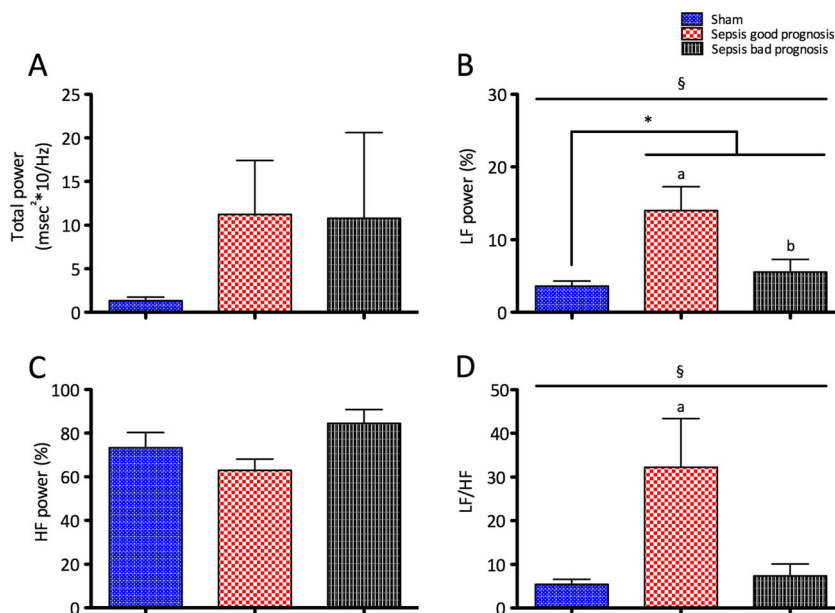 Sham
Sepsis good prognosis
Sepsis bad prognosis
A
Total power
(msec²*10/Hz)
25
20
15
10
5
0
B
LF power (%)
30
20
10
0
§
*
a
b
C
HF power (%)
100
80
60
40
20
0
D
LF/HF
50
40
30
20
10
0
§
a